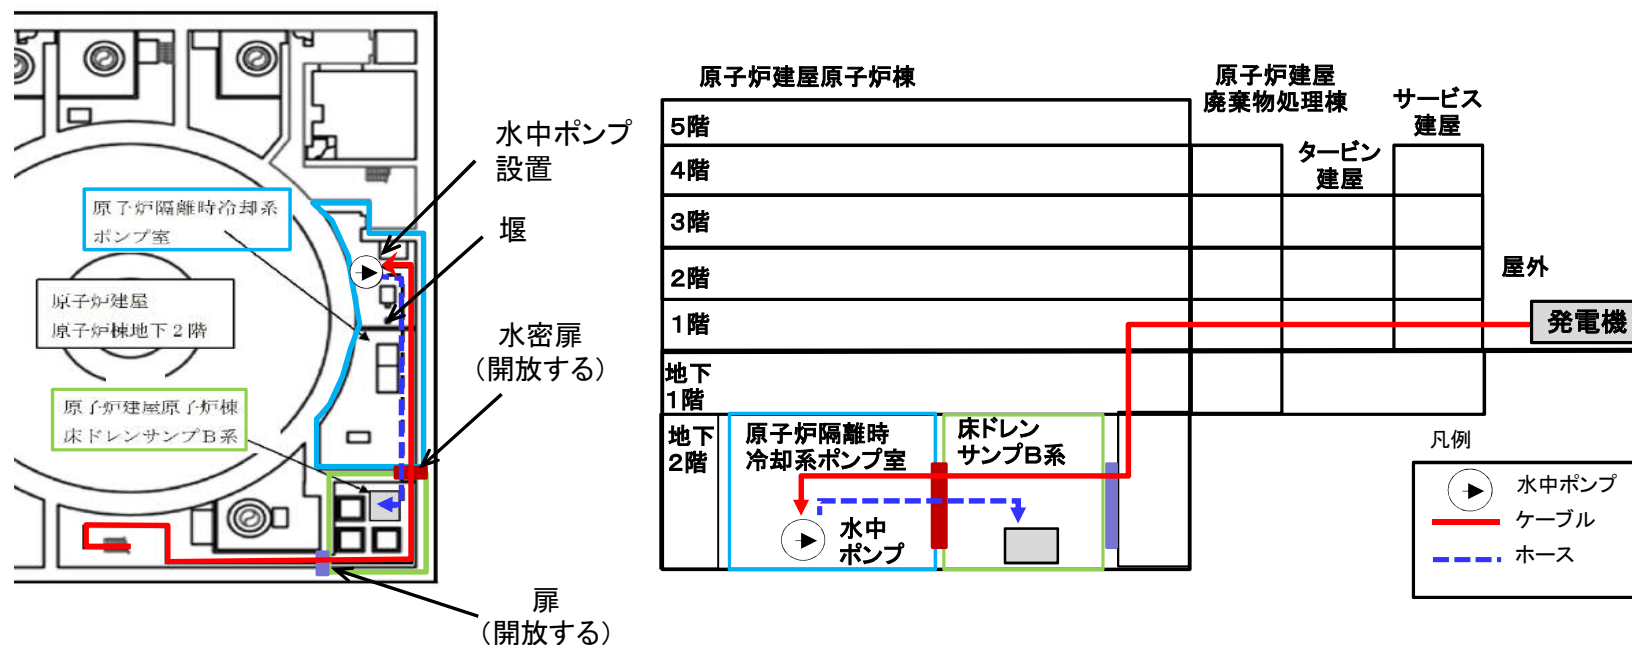 水中ポンプ
設置
堰
原子炉隔離時冷却系
ポンプ室
原子炉建屋
原子炉棟地下２階
水密扉
（開放する）
原子炉建屋原子炉棟
床ドレンサンプＢ系
扉
（開放する）
原子炉建屋原子炉棟
原子炉建屋
廃棄物処理棟
サービス
建屋
タービン
建屋
５階
４階
３階
２階
１階
屋外
発電機
地下
１階
地下
２階
原子炉隔離時
冷却系ポンプ室
床ドレン
サンプB系
水中
ポンプ
凡例
水中ポンプ
ケーブル
ホース